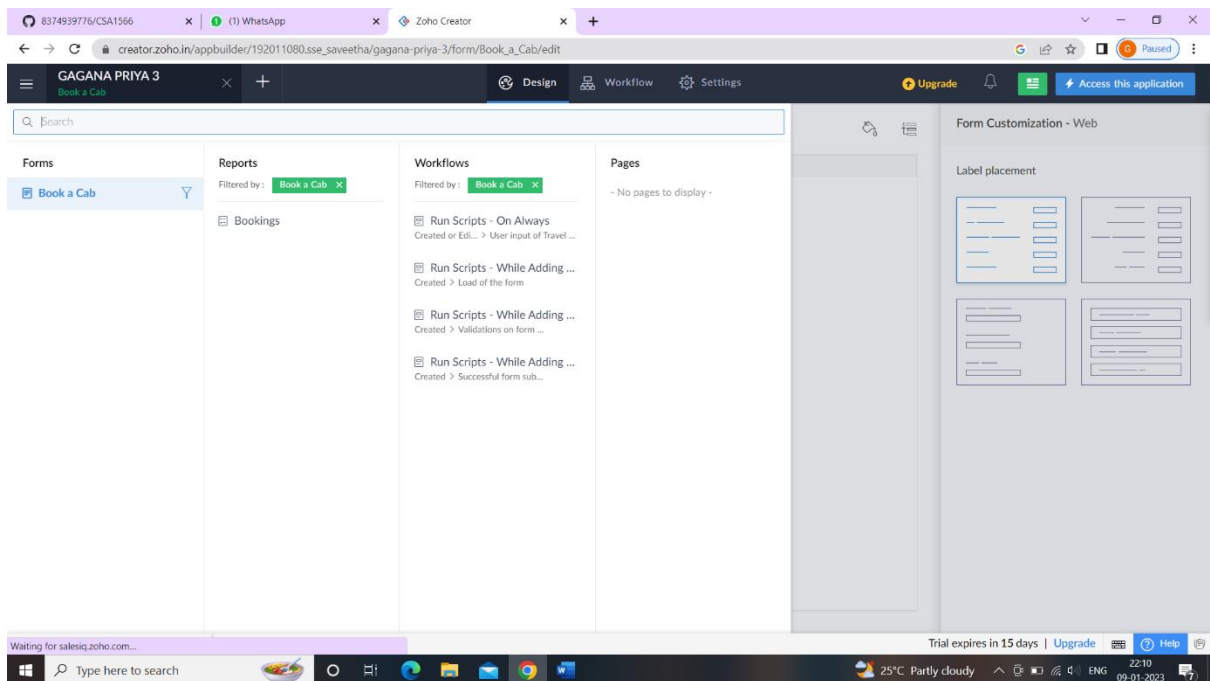 8374939776/CSA1566
(1) WhatsApp
Zoho Creator
creator.zoho.in/appbuilder/192011080.sse_saveetha/gagana-priya-3/form/Book_a_Cab/edit
G Paused
GAGANA PRIYA 3
Book a Cab
Design
Workflow
Settings
Upgrade
Access this application
Search
Form Customization - Web
Forms
Reports
Workflows
Pages
Label placement
Book a Cab
Filtered by : Book a Cab X
Filtered by : Book a Cab X
- No pages to display -
Bookings
Run Scripts - On Always
Created or Edi... > User input of Travel ...
Run Scripts - While Adding ...
Created > Load of the form
Run Scripts - While Adding ...
Created > Validations on form ...
Run Scripts - While Adding ...
Created > Successful form sub...
Waiting for salesiq.zoho.com...
Trial expires in 15 days | Upgrade
Help
Type here to search
25°C Partly cloudy
ENG
22:10
09-01-2023
7